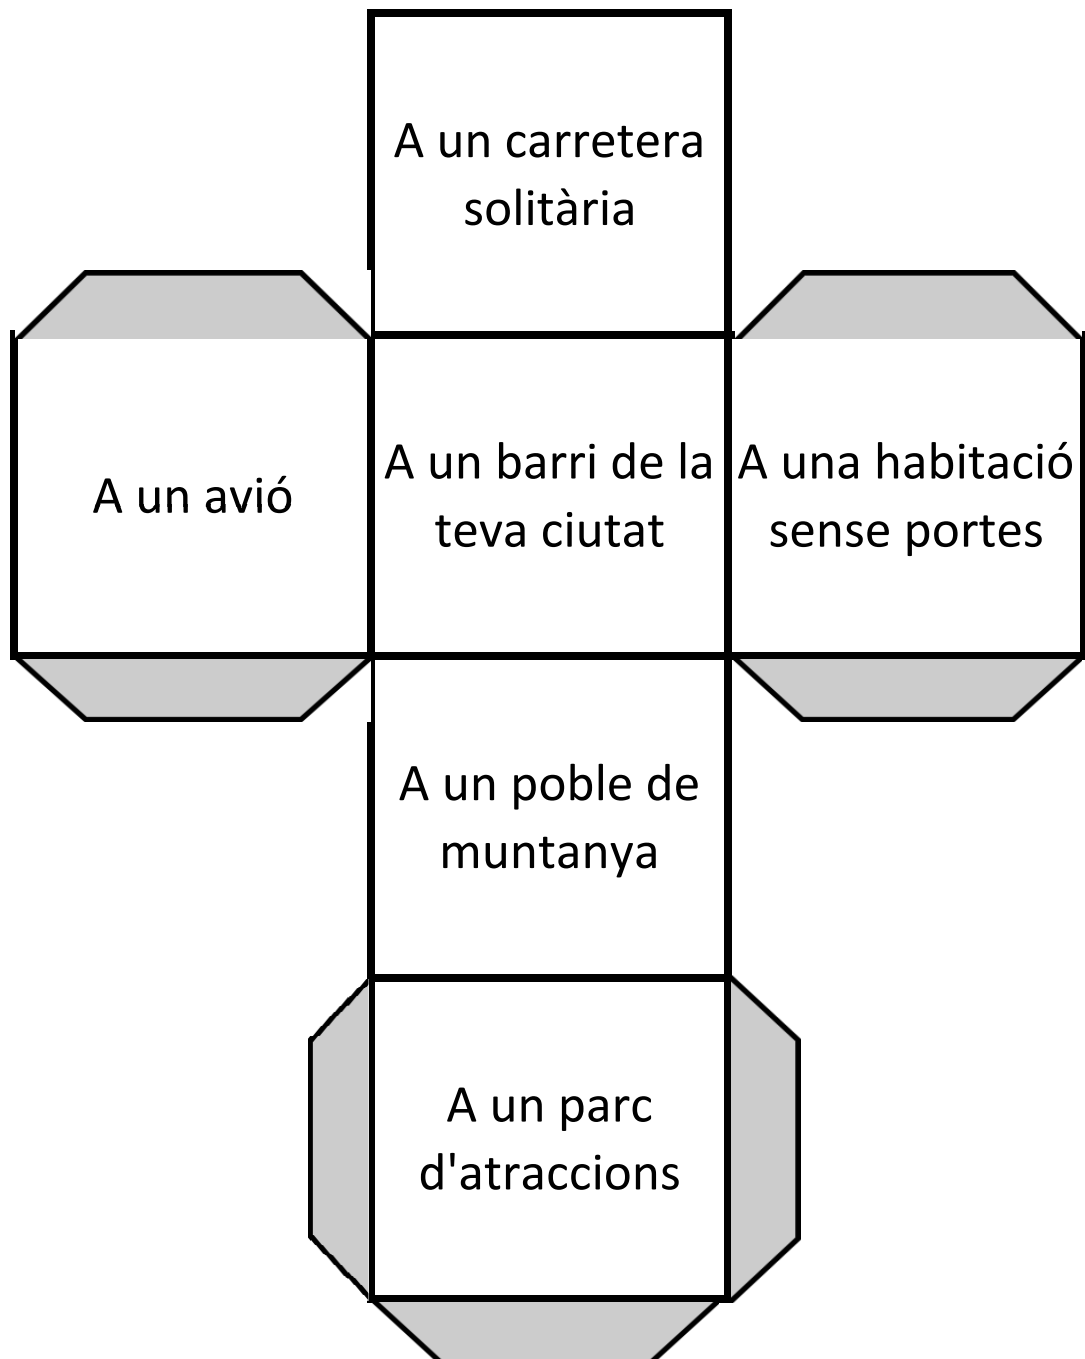 A un carretera
solitària
A un avió
A un barri de la
teva ciutat
A una habitació
sense portes
A un poble de
muntanya
A un parc
d'atraccions